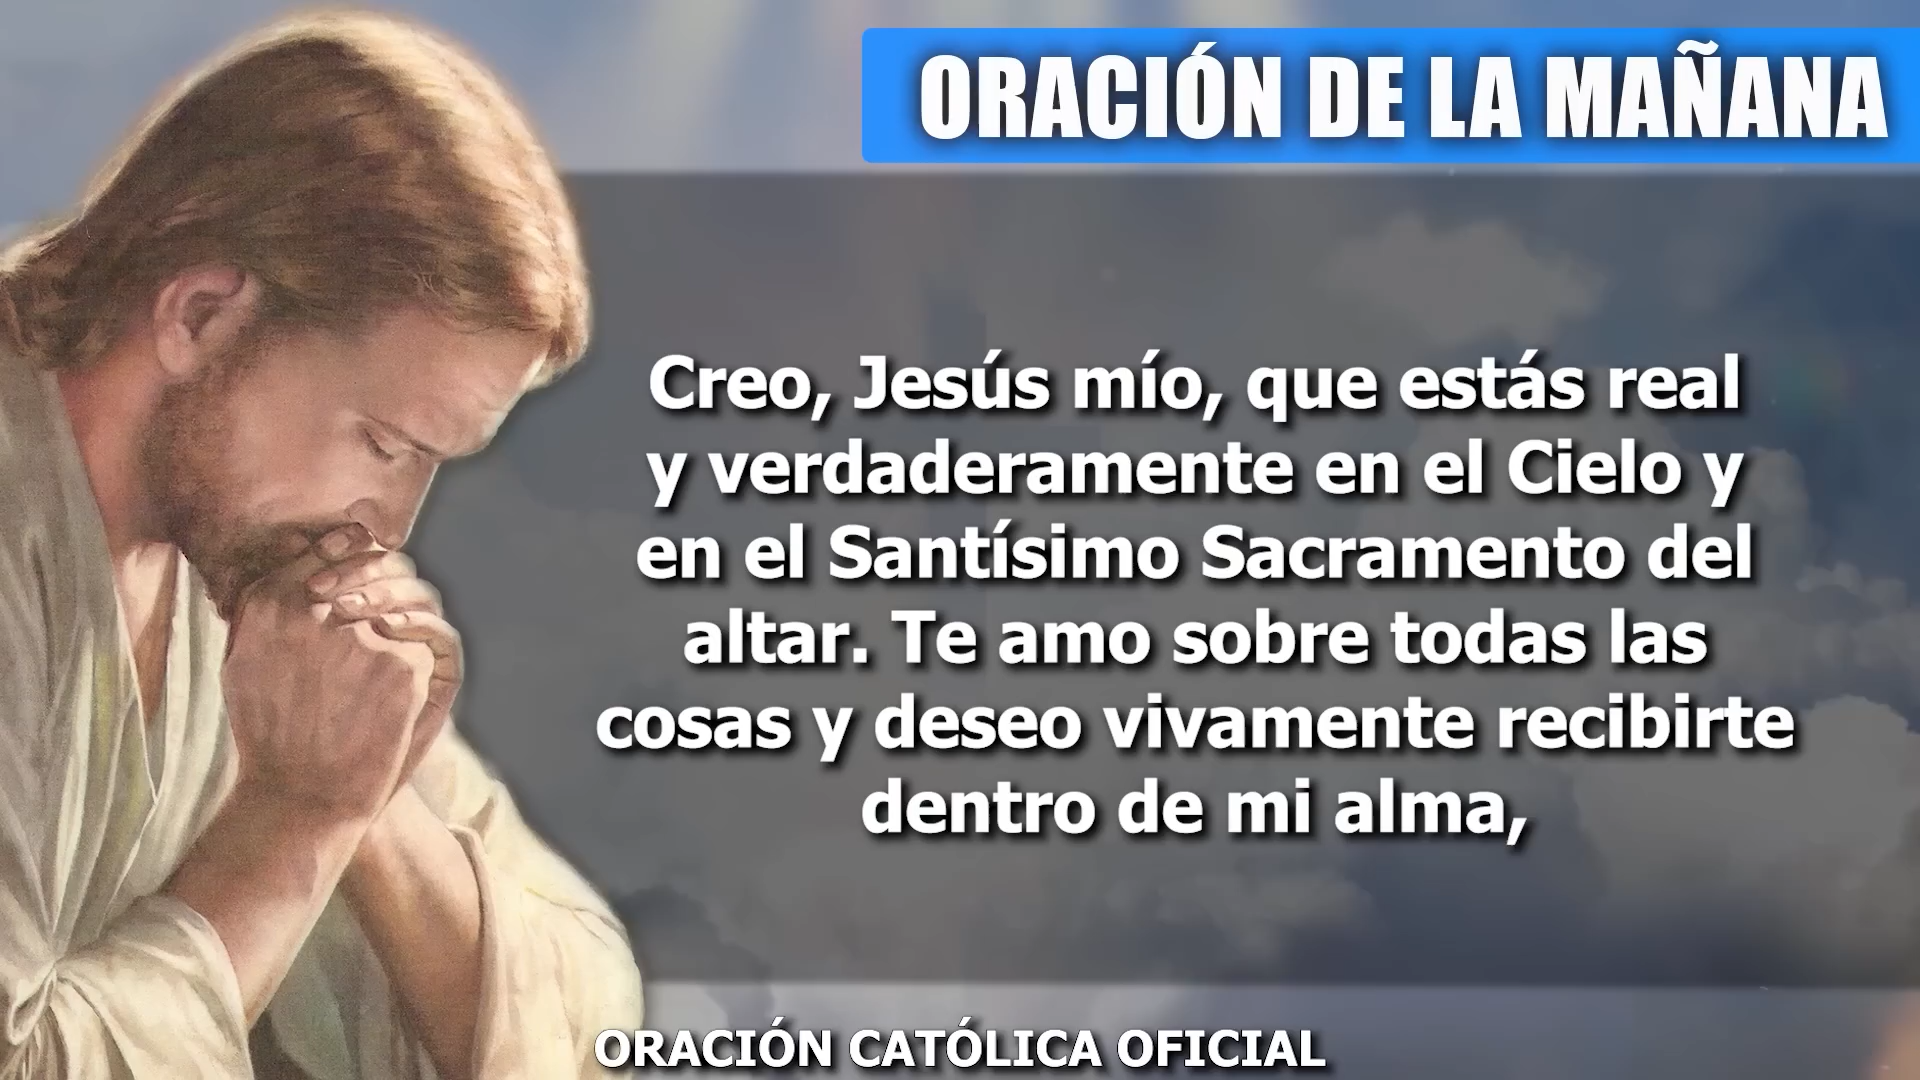 ORACIÓN DE LA MAÑANA
Creo, Jesús mío, que estás real
y verdaderamente en el Cielo y
en el Santísimo Sacramento del
altar. Te amo sobre todas las
cosas y deseo vivamente recibirte
dentro de mi alma,
ORACIÓN CATÓLICA OFICIAL